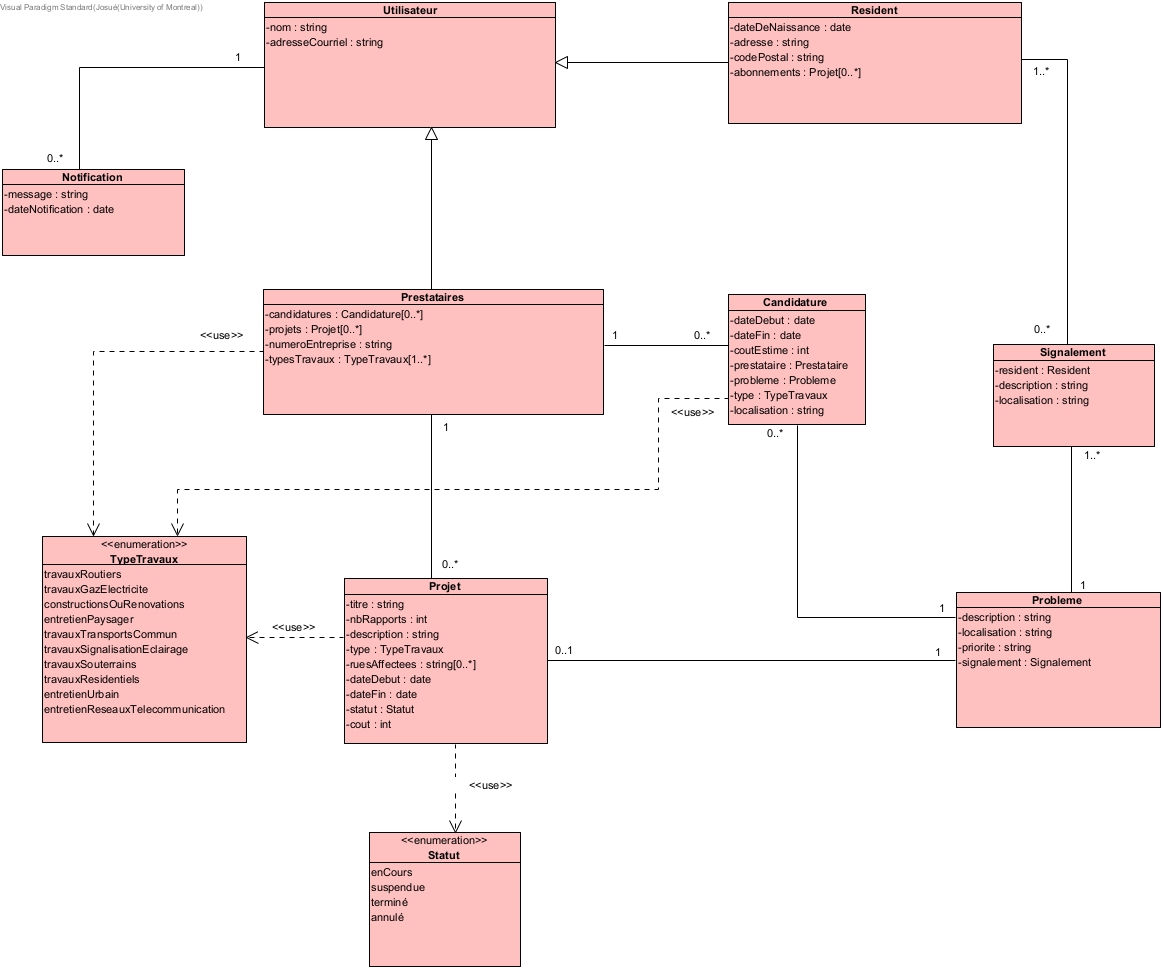 Visual Paradigm Standard(Josué(University of Montreal))
Utilisateur
-nom : string
-adresseCourriel : string
Resident
-dateDeNaissance : date
-adresse : string
-codePostal : string
-abonnements : Projet[0..*]
1
1..*
0..*
Notification
-message : string
-dateNotification : date
Prestataires
-candidatures : Candidature[0..*]
-projets : Projet[0..*]
-numeroEntreprise : string
-typesTravaux : TypeTravaux[1..*]
<<use>>
1
0..*
Candidature
-dateDebut : date
-dateFin : date
-coutEstime : int
-prestataire : Prestataire
-probleme : Probleme
-type : TypeTravaux
-localisation : string
<<use>>
0..*
Signalement
-resident : Resident
-description : string
-localisation : string
1
0..*
1..*
<<enumeration>>
TypeTravaux
travauxRoutiers
travauxGazElectricite
constructionsOuRenovations
entretienPaysager
travauxTransportsCommun
travauxSignalisationEclairage
travauxSouterrains
travauxResidentiels
entretienUrbain
entretienReseauxTelecommunication
0..*
<<use>>
Projet
-titre : string
-nbRapports : int
-description : string
-type : TypeTravaux
-ruesAffectees : string[0..*]
-dateDebut : date
-dateFin : date
-statut : Statut
-cout : int
0..1
1
1
1
Probleme
-description : string
-localisation : string
-priorite : string
-signalement : Signalement
<<use>>
<<enumeration>>
Statut
enCours
suspendue
terminé
annulé